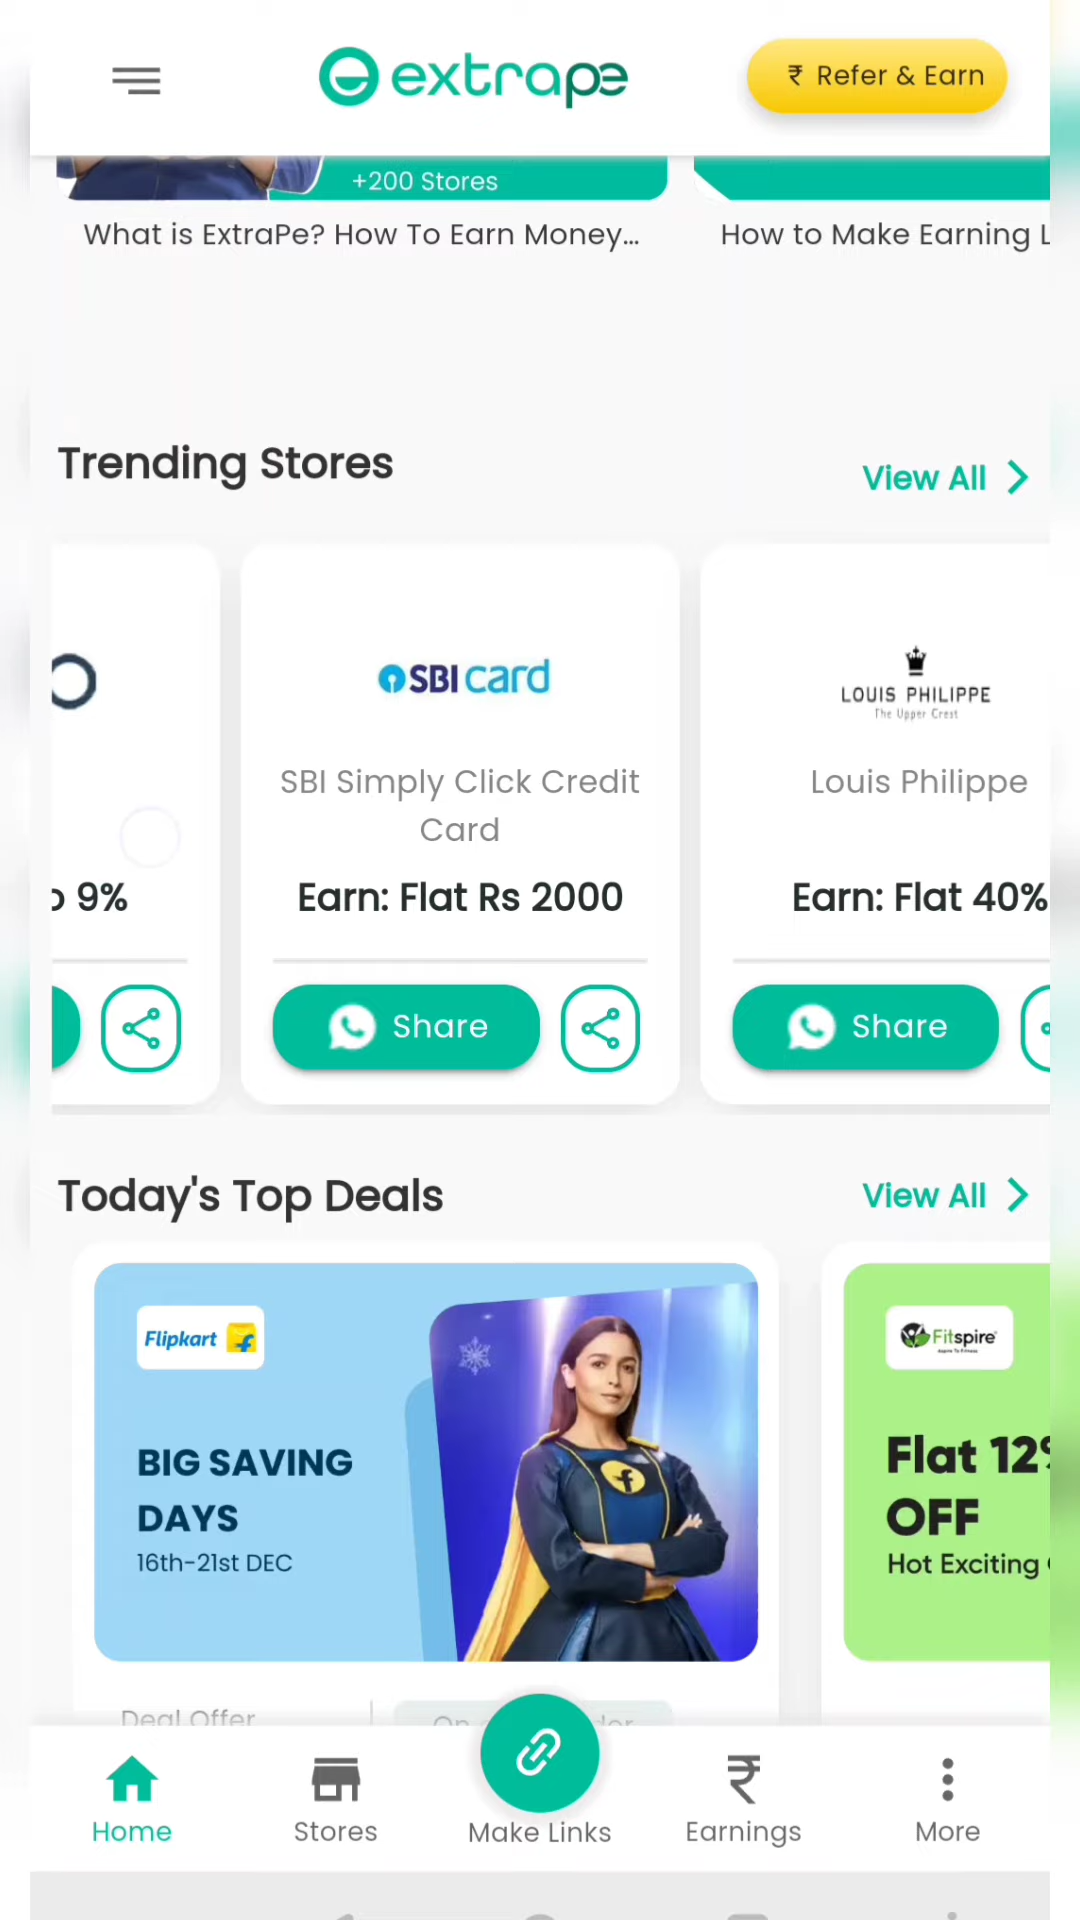 extrape
₹ Refer & Earn
+200 Stores
What is ExtraPe? How To Earn Money...
How to Make Earning L
Trending Stores
View All
SBI card
LOUIS PHILIPPE
The Upper Crest
SBI Simply Click Credit
Card
Louis Philippe
9%
Earn: Flat Rs 2000
Earn: Flat 40%
Share
Share
Today's Top Deals
View All
Flipkart
Fitspire
BIG SAVING
DAYS
16th-21st DEC
Flat 12%
OFF
Hot Exciting
Deal Offer
On
Home
Stores
Make Links
Earnings
More